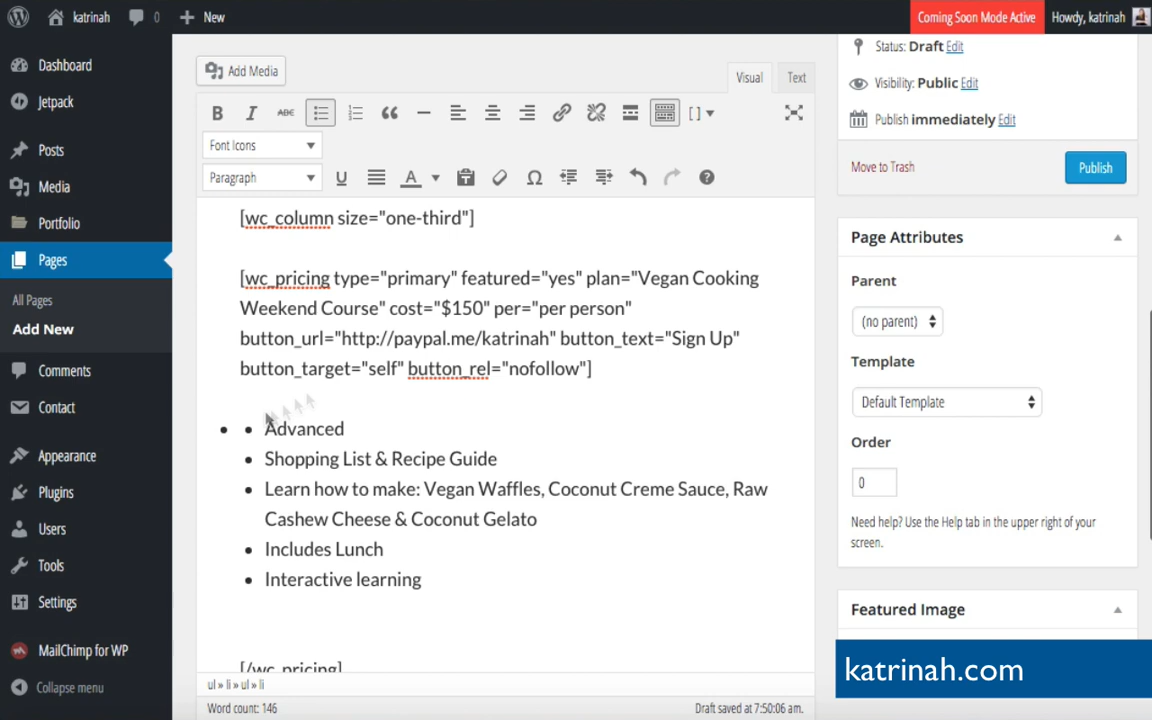 katrinah
0
New
Coming Soon Mode Active
Howdy, katrinah
Dashboard
Jetpack
Posts
Media
Portfolio
Pages
All Pages
Add New
Comments
Contact
Appearance
Plugins
Users
Tools
Settings
MailChimp for WP
Collapse menu
Add Media
Visual
Text
B I ABC
[ ]
Font Icons
Paragraph
U
A
Ω
[wc_column size="one-third"]
[wc_pricing type="primary" featured="yes" plan="Vegan Cooking
Weekend Course" cost="$150" per="per person"
button_url="http://paypal.me/katrinah" button_text="Sign Up"
button_target="self" button_rel="nofollow"]
Advanced
Shopping List & Recipe Guide
Learn how to make: Vegan Waffles, Coconut Creme Sauce, Raw
Cashew Cheese & Coconut Gelato
Includes Lunch
Interactive learning
[/wc_pricing]
ul » li » ul » li
Word count: 146
Draft saved at 7:50:06 am.
Status: Draft Edit
Visibility: Public Edit
Publish immediately Edit
Move to Trash
Publish
Page Attributes
Parent
(no parent)
Template
Default Template
Order
0
Need help? Use the Help tab in the upper right of your
screen.
Featured Image
katrinah.com